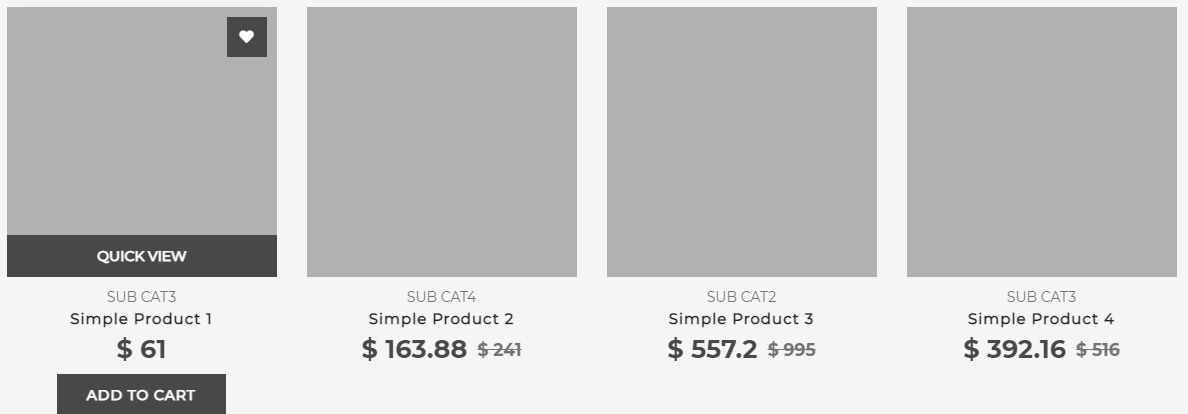 QUICK VIEW
SUB CAT3
Simple Product 1
$ 61
ADD TO CART
SUB CAT4
Simple Product 2
$ 163.88 $ 241
SUB CAT2
Simple Product 3
$ 557.2 $ 995
SUB CAT3
Simple Product 4
$ 392.16 $ 516